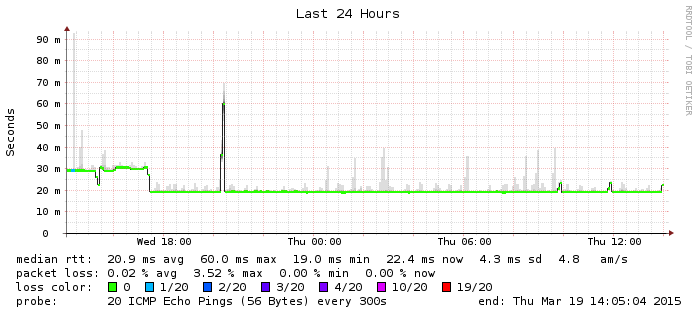 Last 24 Hours
RRDTOOL / TOBI OETIKER
Seconds
90 m
80 m
70 m
60 m
50 m
40 m
30 m
20 m
10 m
0
Wed 18:00 Thu 00:00 Thu 06:00 Thu 12:00
median rtt: 20.9 ms avg 60.0 ms max 19.0 ms min 22.4 ms now 4.3 ms sd 4.8 am/s
packet loss: 0.02 % avg 3.52 % max 0.00 % min 0.00 % now
loss color: 0 1/20 2/20 3/20 4/20 10/20 19/20
probe: 20 ICMP Echo Pings (56 Bytes) every 300s end: Thu Mar 19 14:05:04 2015